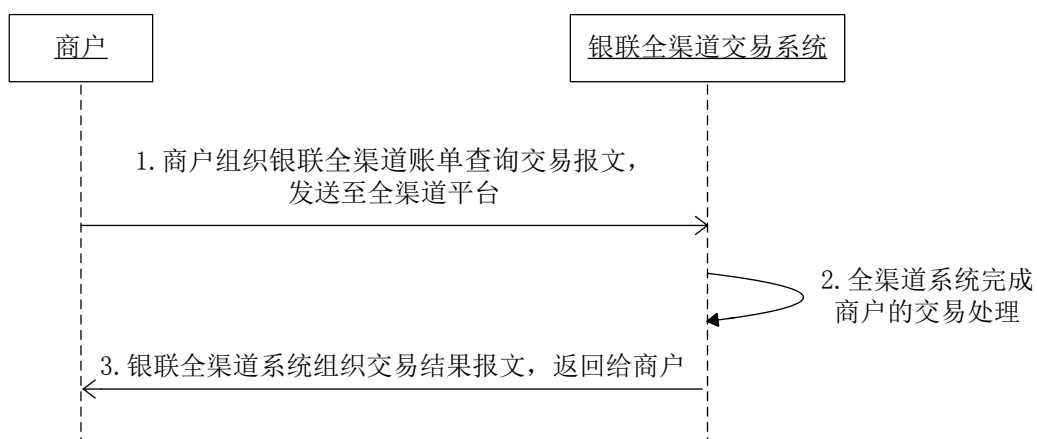 商户
银联全渠道交易系统
1.商户组织银联全渠道账单查询交易报文，
发送至全渠道平台
2.全渠道系统完成
商户的交易处理
3.银联全渠道系统组织交易结果报文，返回给商户